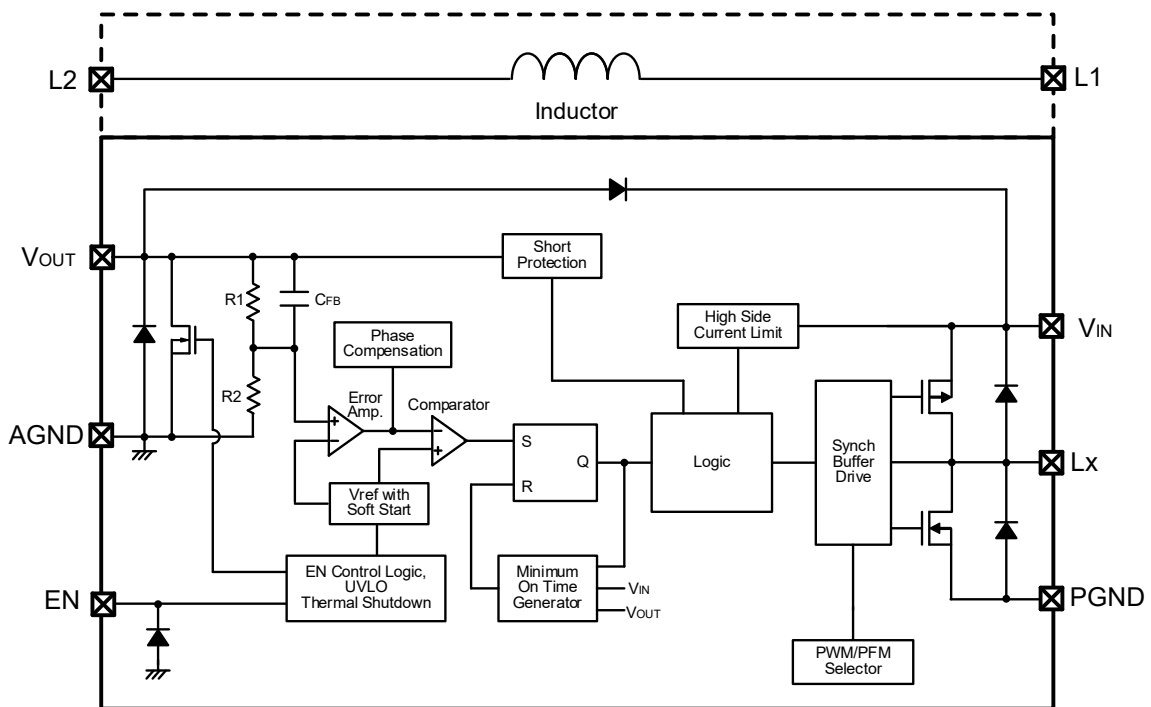 L2
L1
Inductor
VOUT
Short
Protection
R1
CFB
High Side
Current Limit
VIN
Phase
Compensation
R2
Error
Amp.
Comparator
+
−
−
+
AGND
S
Q
R
Logic
Synch
Buffer
Drive
Lx
Vref with
Soft Start
EN Control Logic,
UVLO
Thermal Shutdown
Minimum
On Time
Generator
VIN
VOUT
EN
PGND
PWM/PFM
Selector